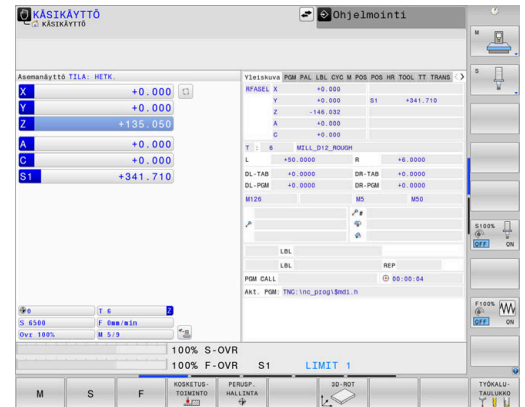 KÄSIKÄYTTÖ
KÄSIKÄYTTÖ
Ohjelmointi
Asemanäyttö TILA: HETK.
X +0.000
Y +0.000
Z +135.050
A +0.000
C +0.000
S1 +341.710
0
T 6
Z
S 6500
F 0mm/min
Ovr 100%
M 5/9
Yleiskuva PGM PAL LBL CYC M POS POS HR TOOL TT TRANS
RFASEL X +0.000
Y +0.000 S1 +341.710
Z -146.032
A +0.000
C +0.000
T : 6 MILL_D12_ROUGH
L +50.0000 R +6.0000
DL-TAB +0.0000 DR-TAB +0.0000
DL-PGM +0.0000 DR-PGM +0.0000
M126 M5 M50
LBL
LBL REP
PGM CALL 00:00:04
Akt. PGM: TNC:\nc_prog\$mdi.h
100% S-OVR
100% F-OVR S1 LIMIT 1
M
S
S100%
OFF ON
F100%
OFF ON
M
S
F
KOSKETUS-
TOIMINTO
PERUSP.
HALLINTA
3D-ROT
TYÖKALU-
TAULUKKO